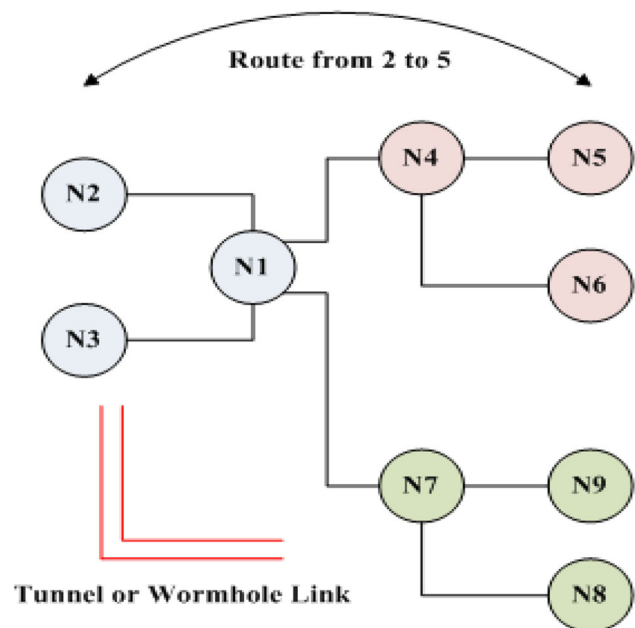 Route from 2 to 5
N4
N5
N2
N1
N6
N3
N7
N9
N8
Tunnel or Wormhole Link